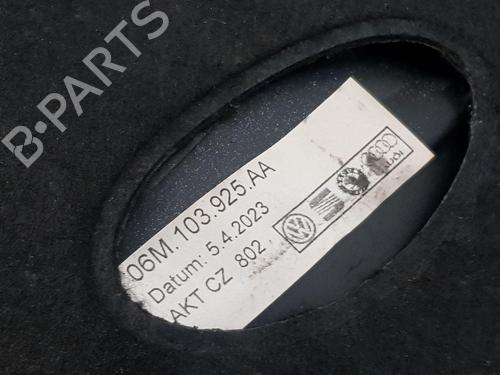 B-PARTS
06M.103.925.AA
Datum: 5.4.2023
AKT CZ 802